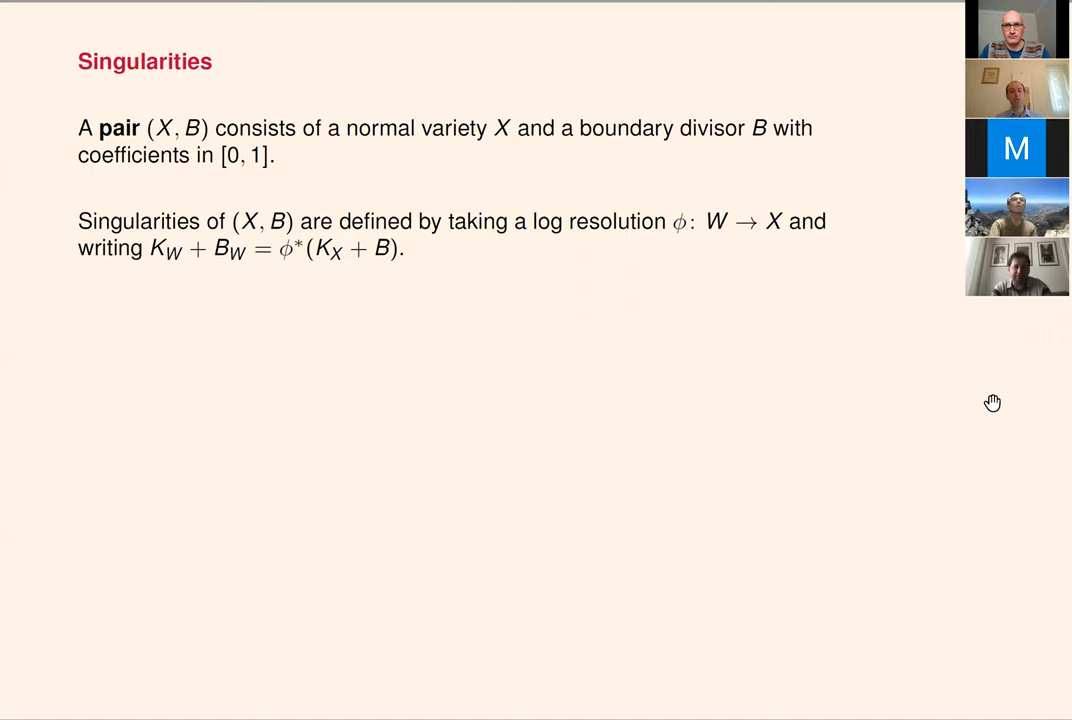 Singularities
A pair (X, B) consists of a normal variety X and a boundary divisor B with
coefficients in [0, 1].
Singularities of (X, B) are defined by taking a log resolution ϕ: W → X and
writing K_W + B_W = ϕ*(K_X + B).
M